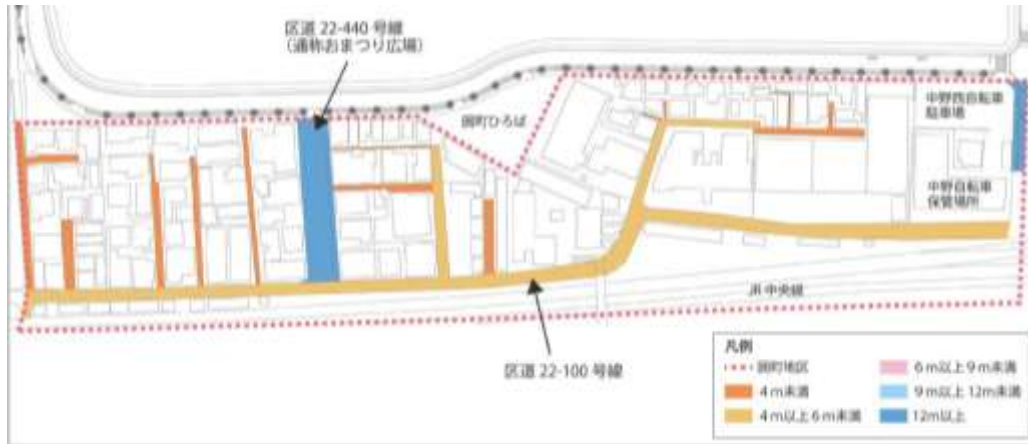 区道 22-440 号線
（通称おまつり広場）
囲町ひろば
中野西自転車
駐車場
中野自転車
保管場所
JR 中央線
区道 22-100 号線
凡例
囲町地区
4ｍ未満
4ｍ以上 6ｍ未満
6ｍ以上 9ｍ未満
9ｍ以上 12ｍ未満
12ｍ以上